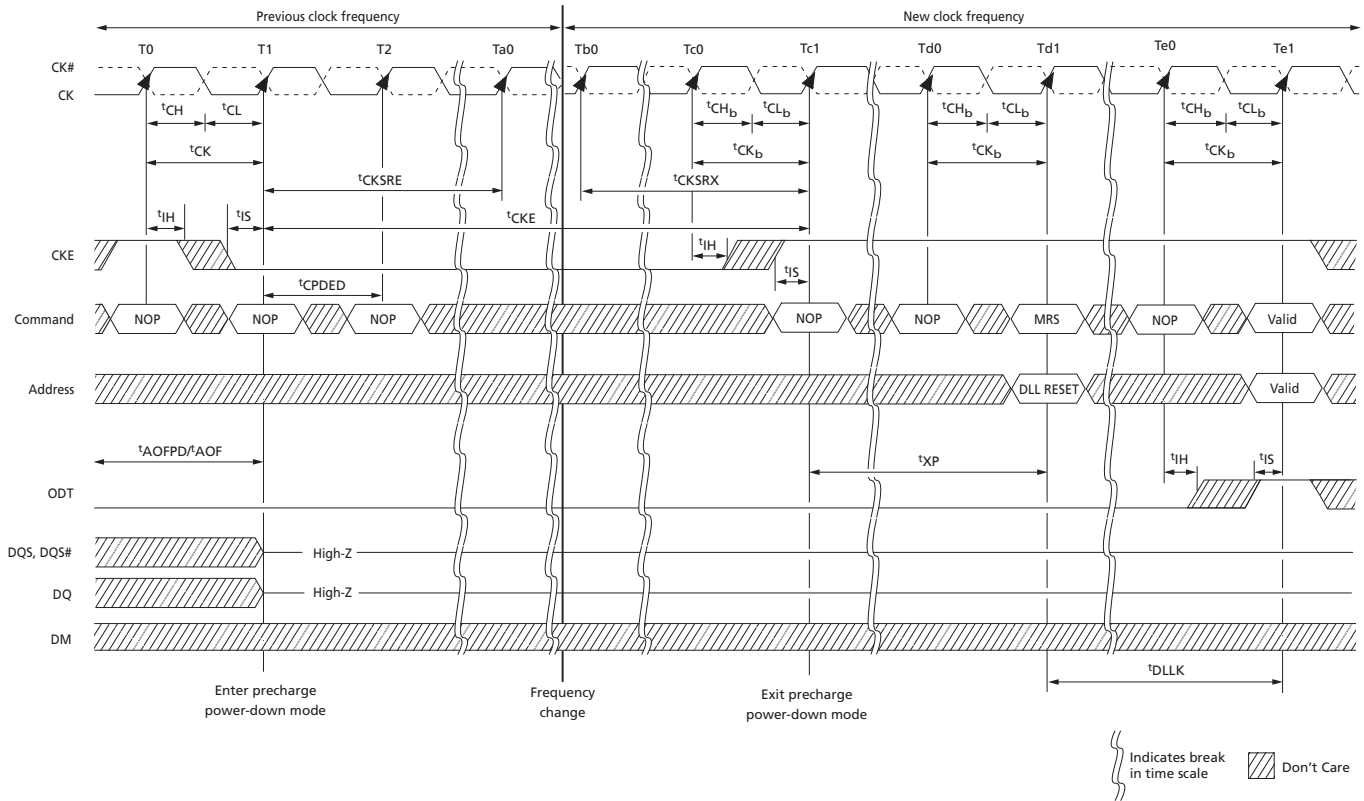 Previous clock frequency New clock frequency
T0 T1 T2 Ta0 Tb0 Tc0 Tc1 Td0 Td1 Te0 Te1
CK#
CK
tCH tCL tCHb tCLb tCHb tCLb tCHb tCLb
tCK tCKb tCKb tCKb
tCKSRE tCKSRX
tIH tIS tCKE
CKE tIH
tIS
tCPDED
Command NOP NOP NOP NOP NOP MRS NOP Valid
Address DLL RESET Valid
tAOFPD/tAOF tXP tIH tIS
ODT
DQS, DQS# High-Z
DQ High-Z
DM
tDLLK
Enter precharge
power-down mode
Frequency
change
Exit precharge
power-down mode
Indicates break
in time scale
Don't Care